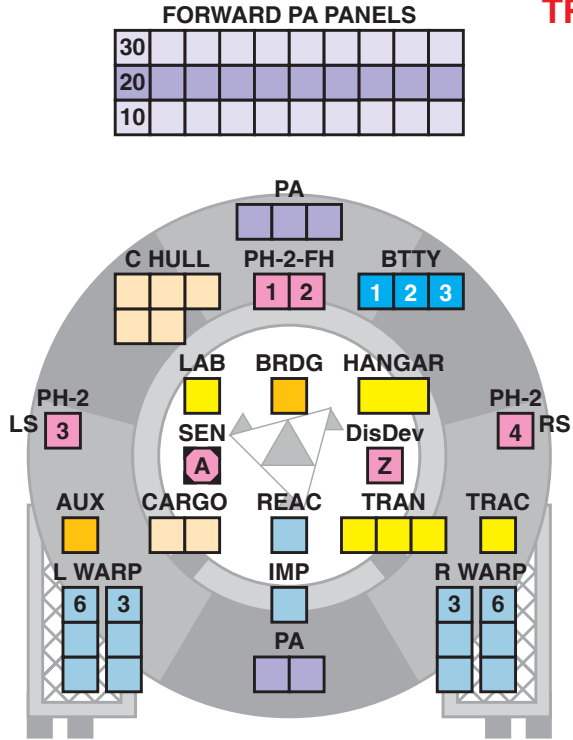 FORWARD PA PANELS
30
20
10
PA
C HULL PH-2-FH BTTY
1 2 1 2 3
LAB BRDG HANGAR
PH-2 PH-2
LS 3 4 RS
SEN DisDev
A Z
AUX CARGO REAC TRAN TRAC
L WARP IMP R WARP
6 3 3 6
PA